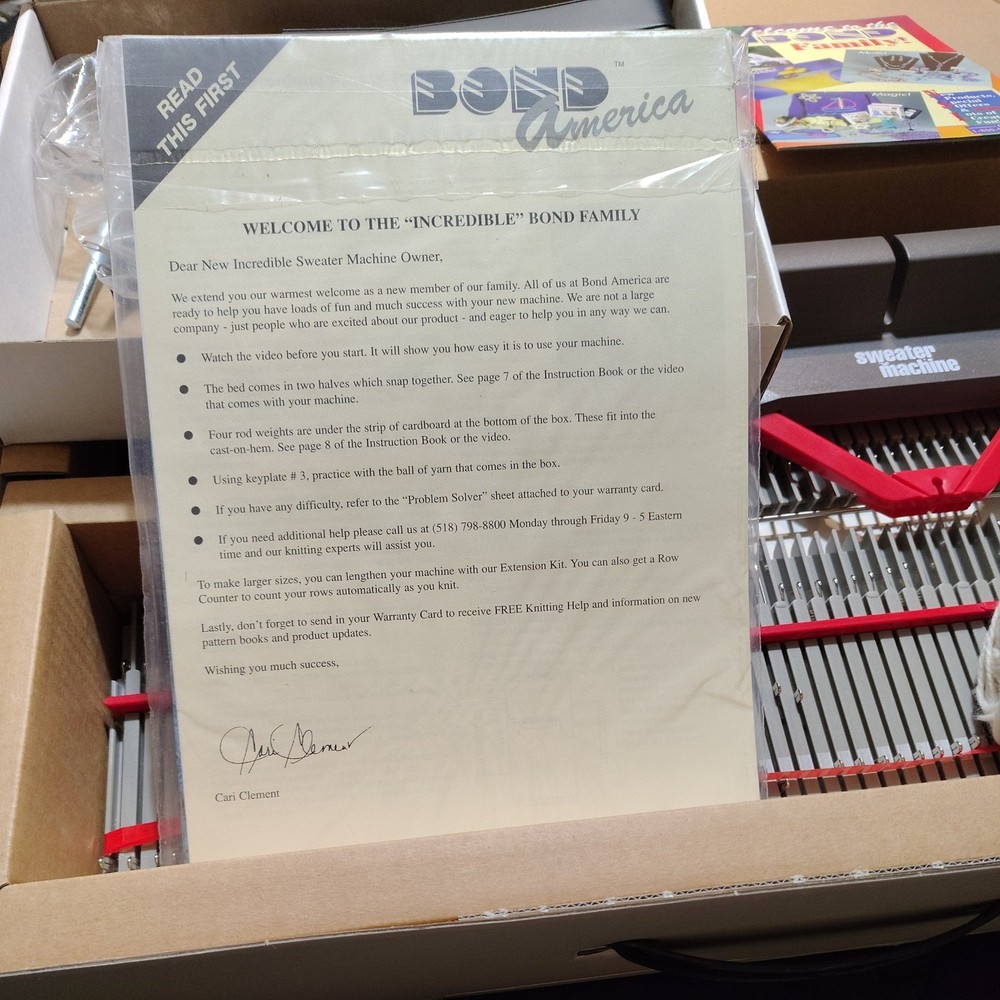 READ
THIS FIRST
BOND™
America
WELCOME TO THE “INCREDIBLE” BOND FAMILY
Dear New Incredible Sweater Machine Owner,
We extend you our warmest welcome as a new member of our family. All of us at Bond America are
ready to help you have loads of fun and much success with your new machine. We are not a large
company - just people who are excited about our product - and eager to help you in any way we can.
● Watch the video before you start. It will show you how easy it is to use your machine.
● The bed comes in two halves which snap together. See page 7 of the Instruction Book or the video
that comes with your machine.
● Four rod weights are under the strip of cardboard at the bottom of the box. These fit into the
cast-on-hem. See page 8 of the Instruction Book or the video.
● Using keyplate # 3, practice with the ball of yarn that comes in the box.
● If you have any difficulty, refer to the “Problem Solver” sheet attached to your warranty card.
● If you need additional help please call us at (518) 798-8800 Monday through Friday 9 - 5 Eastern
time and our knitting experts will assist you.
To make larger sizes, you can lengthen your machine with our Extension Kit. You can also get a Row
Counter to count your rows automatically as you knit.
Lastly, don’t forget to send in your Warranty Card to receive FREE Knitting Help and information on new
pattern books and product updates.
Wishing you much success,
Cari Clement
Cari Clement
Welcome to the
BOND
Family!
Magic!
Products,
sweater
machine